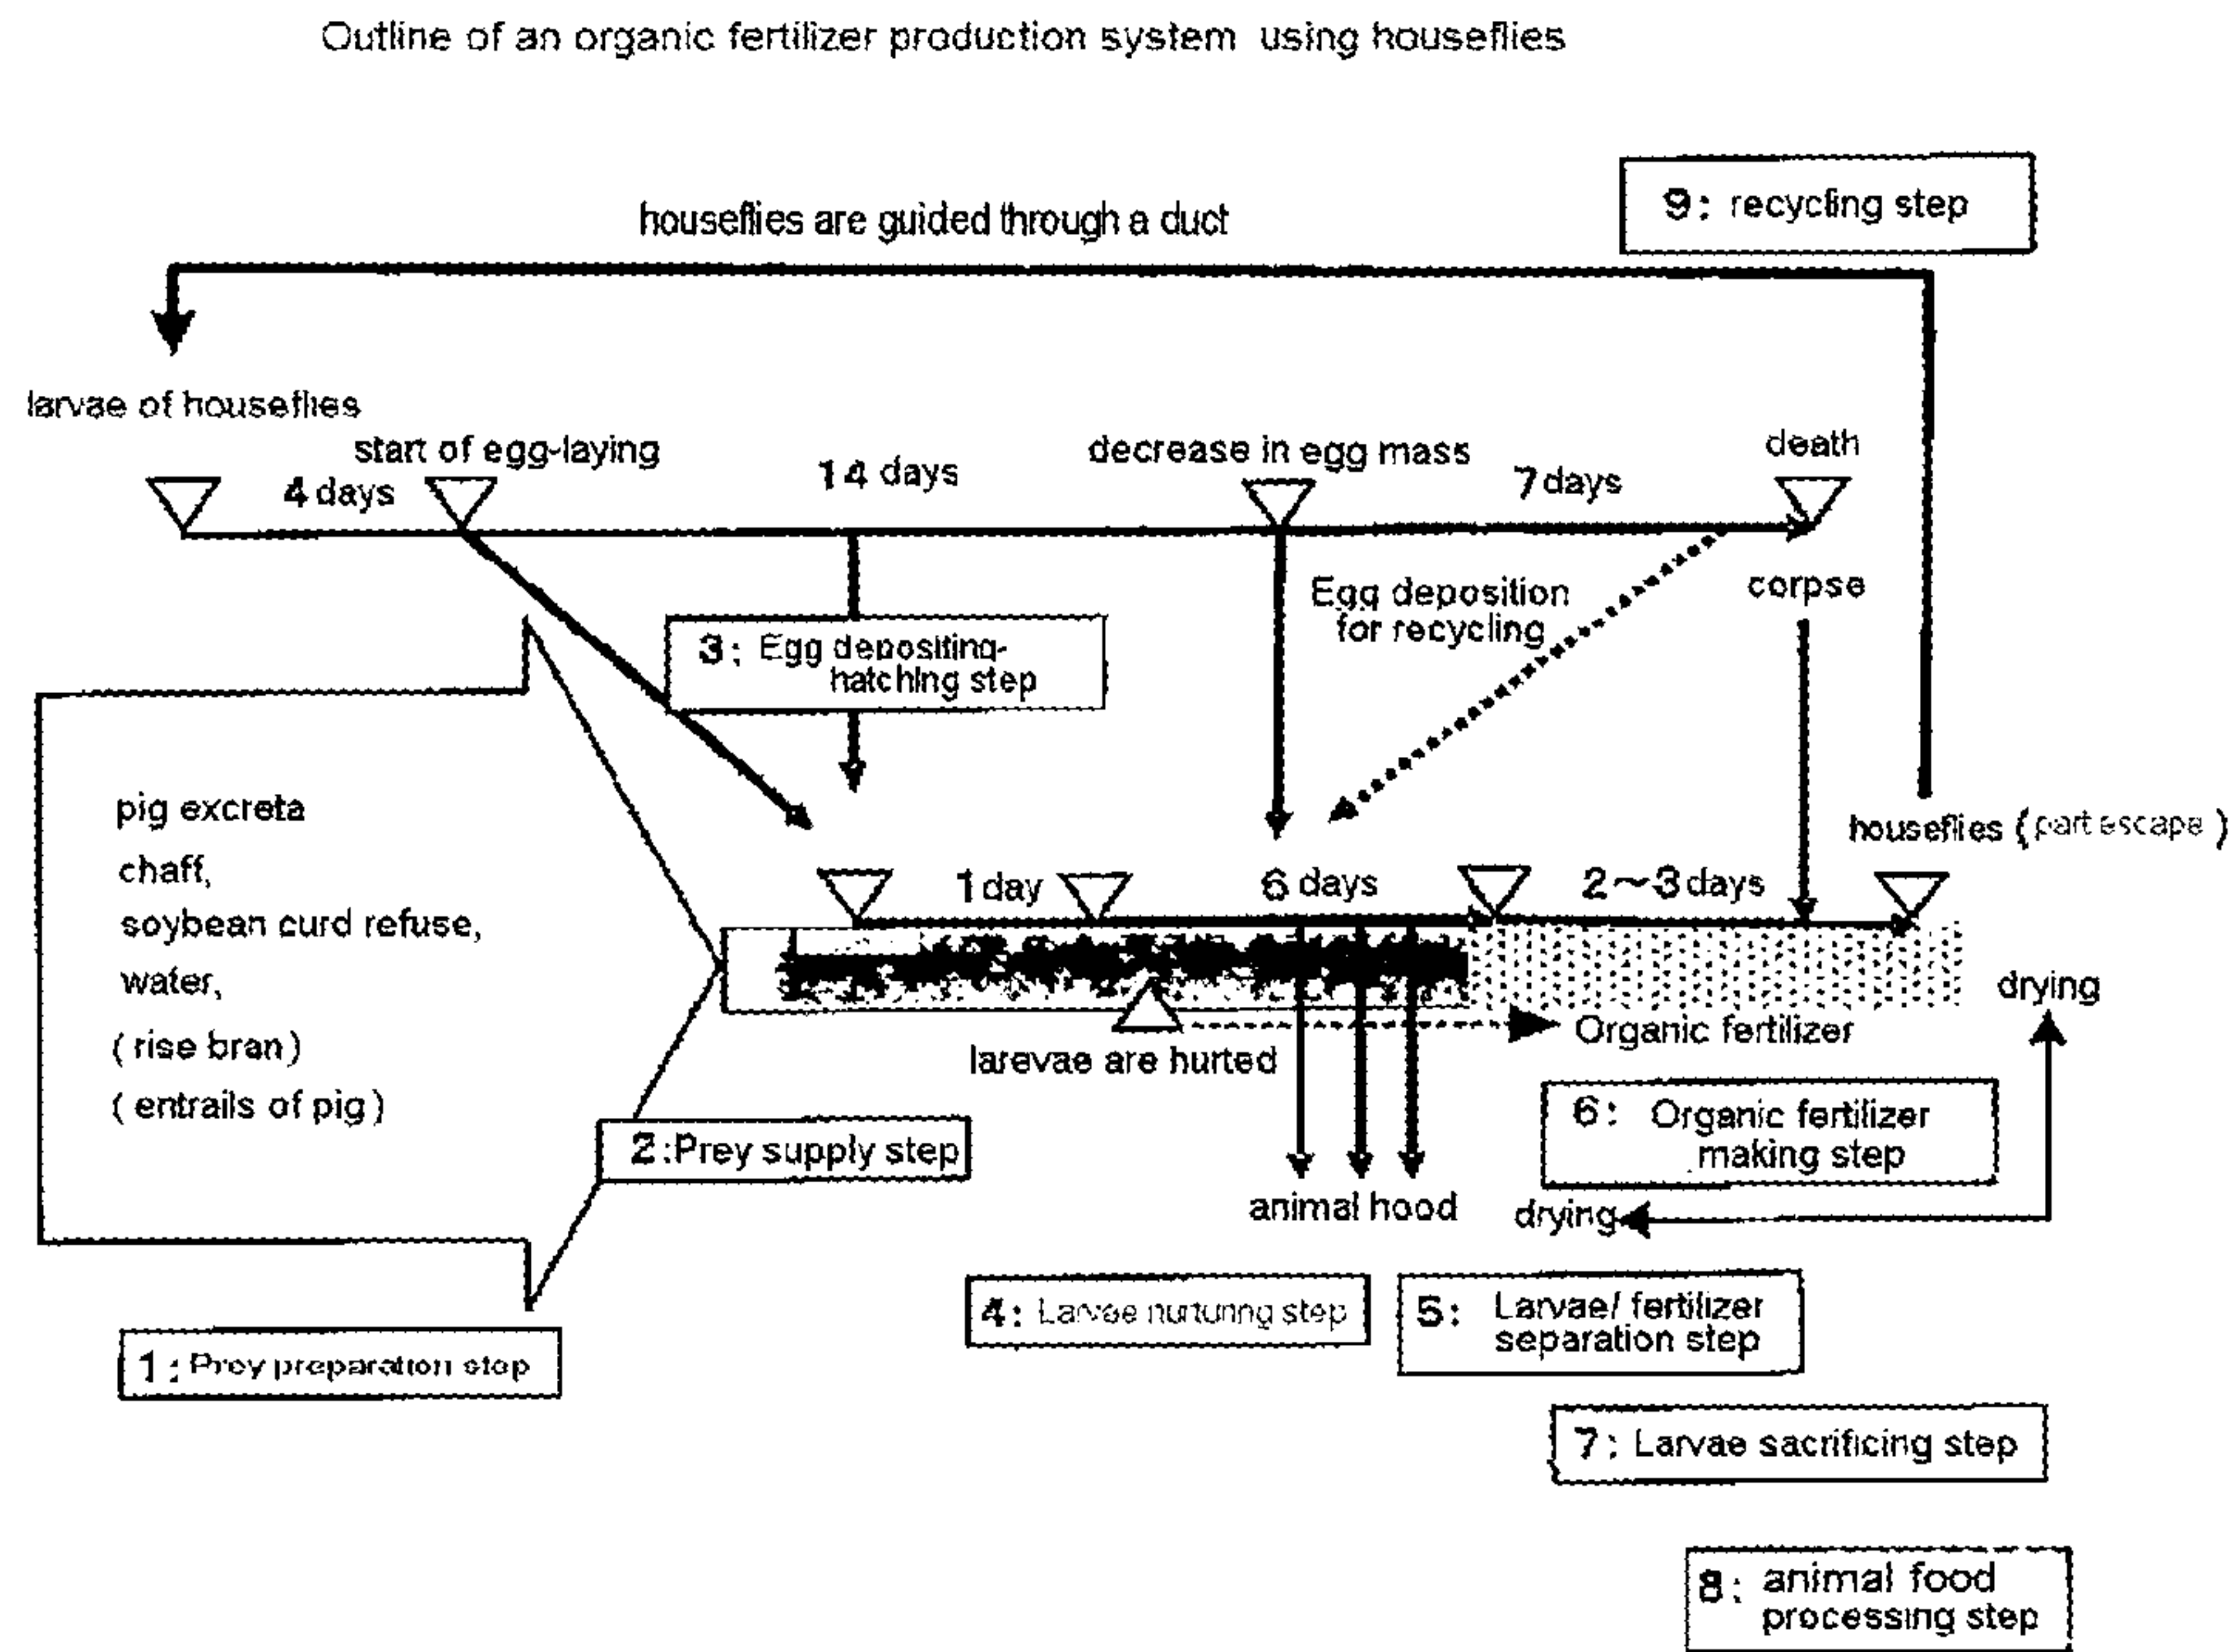 Outline of an organic fertilizer production system using houseflies
9: recycling step
houseflies are guided through a duct
larvae of houseflies
start of egg-laying
decrease in egg mass
death
4 days
14 days
7 days
corpse
Egg deposition
for recycling
3: Egg depositing-
hatching step
pig excreta
chaff,
soybean curd refuse,
water,
(rise bran)
(entrails of pig)
houseflies (part escape)
1 day
6 days
2~3 days
drying
Organic fertilizer
larevae are hurted
6: Organic fertilizer
making step
2:Prey supply step
animal hood
drying
4: Larvae nurturing step
5: Larvae/ fertilizer
separation step
1: Prey preparation step
7: Larvae sacrificing step
8: animal food
processing step